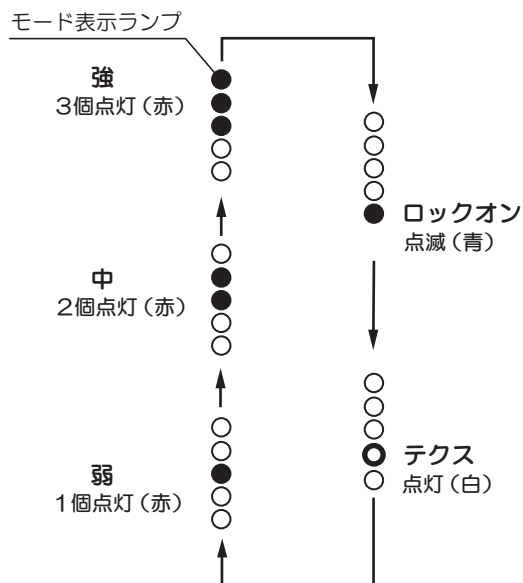 モード表示ランプ
強
3個点灯（赤）
中
2個点灯（赤）
弱
1個点灯（赤）
ロックオン
点滅（青）
テクス
点灯（白）